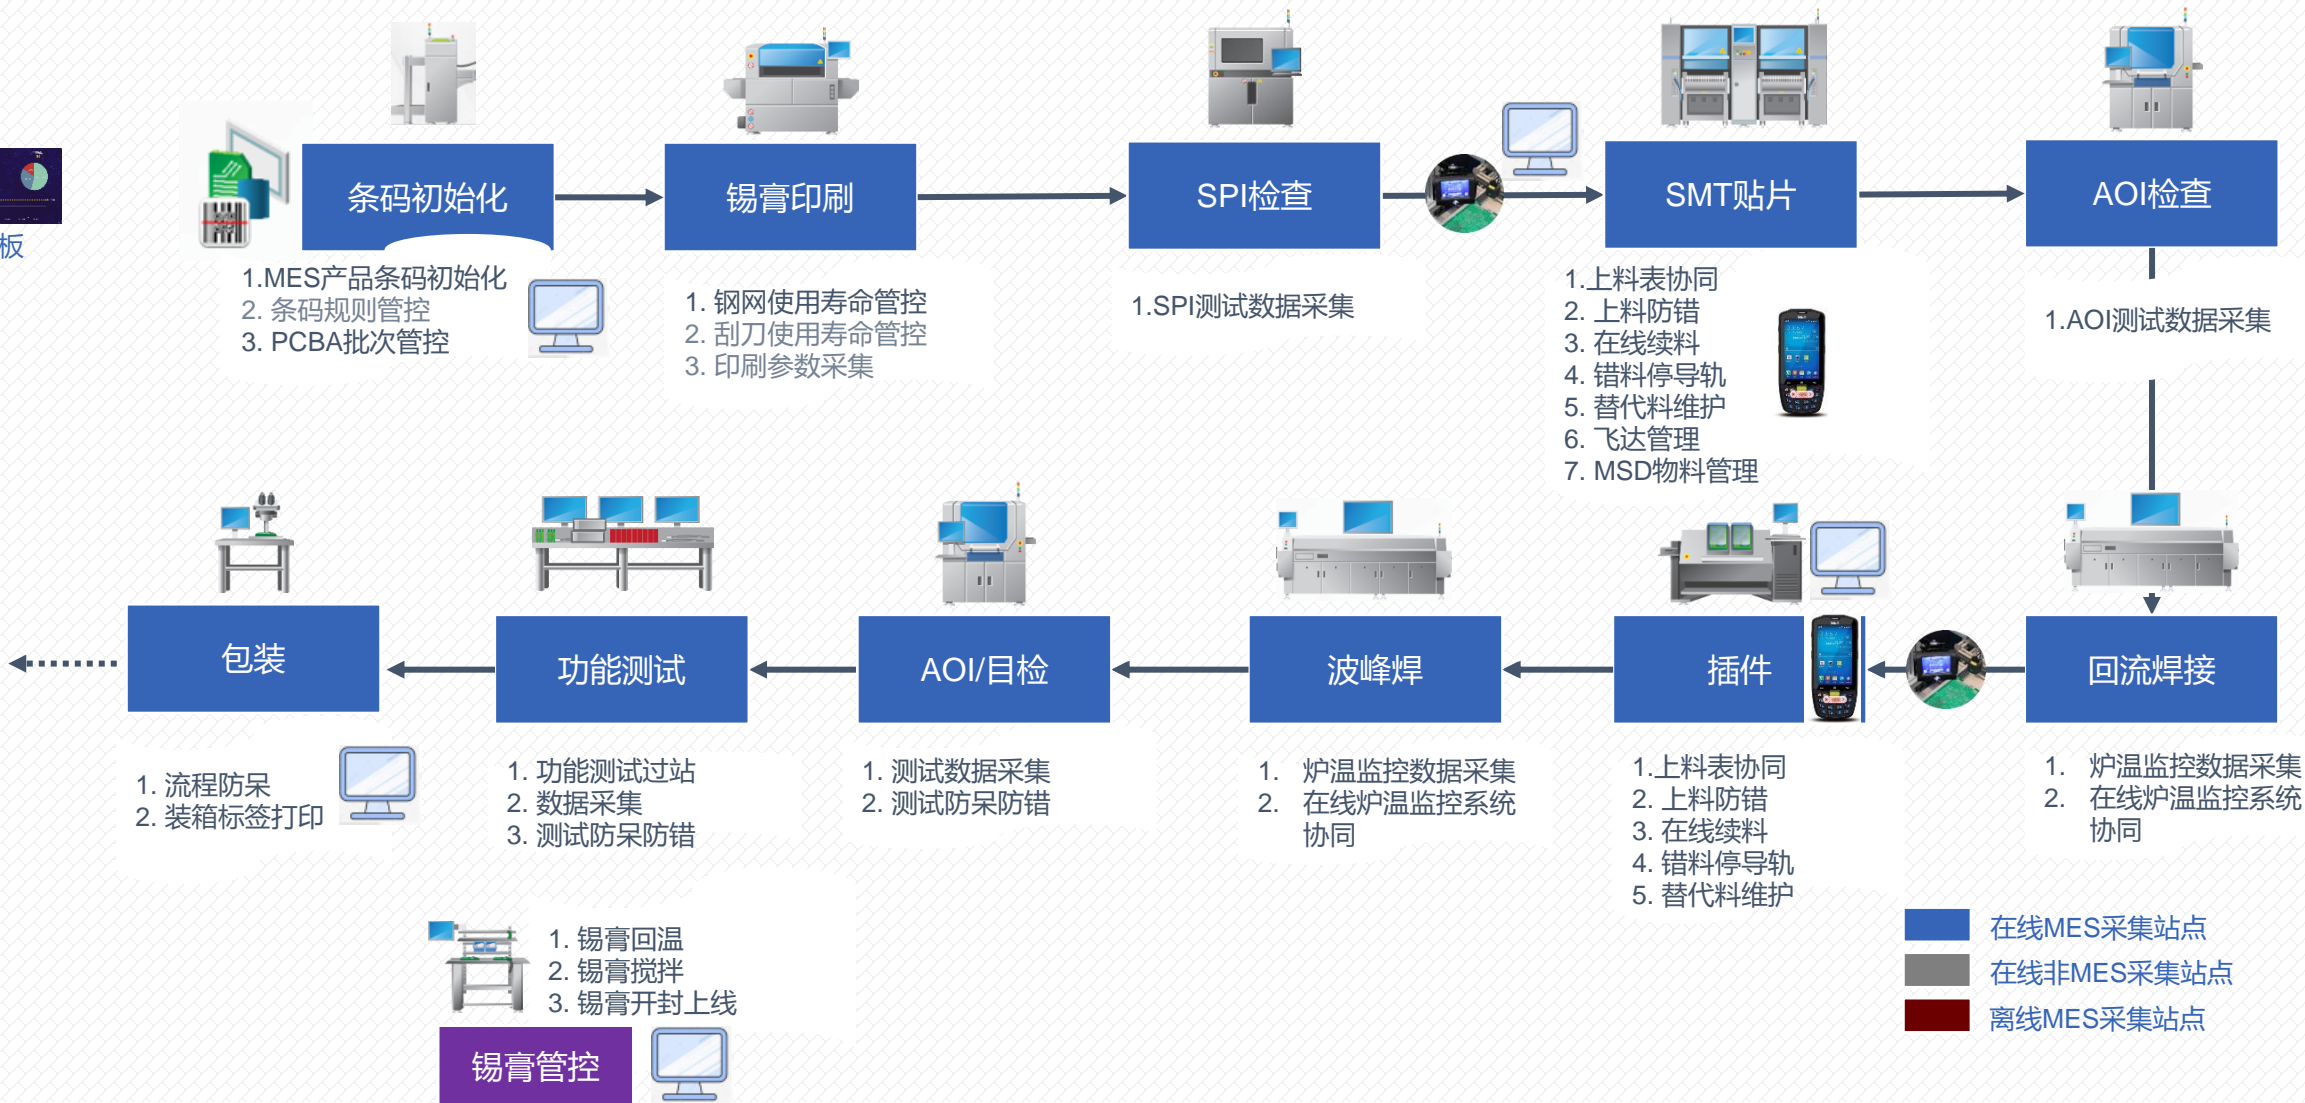 板
条码初始化
锡膏印刷
SPI检查
SMT贴片
AOI检查
1.MES产品条码初始化
2. 条码规则管控
3. PCBA批次管控
1. 钢网使用寿命管控
2. 刮刀使用寿命管控
3. 印刷参数采集
1.SPI测试数据采集
1.上料表协同
2. 上料防错
3. 在线续料
4. 错料停导轨
5. 替代料维护
6. 飞达管理
7. MSD物料管理
1.AOI测试数据采集
包装
功能测试
AOI/目检
波峰焊
插件
回流焊接
1. 流程防呆
2. 装箱标签打印
1. 功能测试过站
2. 数据采集
3. 测试防呆防错
1. 测试数据采集
2. 测试防呆防错
1. 炉温监控数据采集
2. 在线炉温监控系统
协同
1.上料表协同
2. 上料防错
3. 在线续料
4. 错料停导轨
5. 替代料维护
1. 炉温监控数据采集
2. 在线炉温监控系统
协同
1. 锡膏回温
2. 锡膏搅拌
3. 锡膏开封上线
锡膏管控
在线MES采集站点
在线非MES采集站点
离线MES采集站点